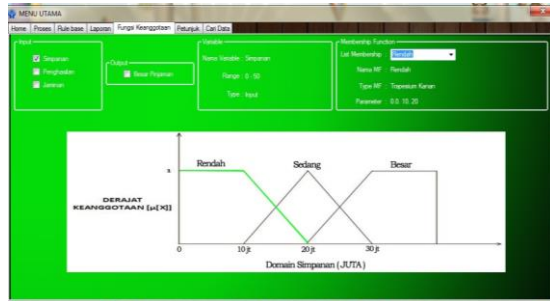 MENU UTAMA
Home Proses Rule base Laporan Fungsi Keanggotaan Petunjuk Cari Data
Input
Simpanan
Penghasilan
Jaminan
Output
Besar Pinjaman
Variable
Nama Variable : Simpanan
Range : 0 - 50
Type : Input
Membership Function
List Membership : Rendah
Nama MF : Rendah
Type MF : Trapesium Kanan
Parameter : 0.0, 10, 20
Rendah Sedang Besar
1
DERAJAT
KEANGGOTAAN [µ[X]]
0 10 jt 20 jt 30 jt
Domain Simpanan (JUTA)